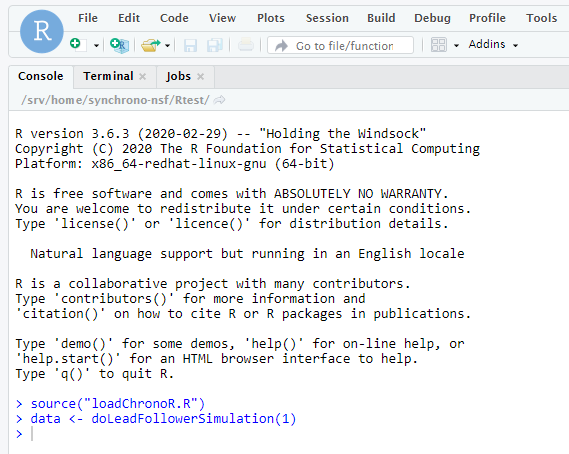 R
File Edit Code View Plots Session Build Debug Profile Tools
R
Go to file/function
Addins
Console Terminal × Jobs ×
/srv/home/synchrono-nsf/Rtest/
R version 3.6.3 (2020-02-29) -- "Holding the Windsock"
Copyright (C) 2020 The R Foundation for Statistical Computing
Platform: x86_64-redhat-linux-gnu (64-bit)
R is free software and comes with ABSOLUTELY NO WARRANTY.
You are welcome to redistribute it under certain conditions.
Type 'license()' or 'licence()' for distribution details.
Natural language support but running in an English locale
R is a collaborative project with many contributors.
Type 'contributors()' for more information and
'citation()' on how to cite R or R packages in publications.
Type 'demo()' for some demos, 'help()' for on-line help, or
'help.start()' for an HTML browser interface to help.
Type 'q()' to quit R.
> source("loadChronoR.R")
> data <- doLeadFollowerSimulation(1)
>